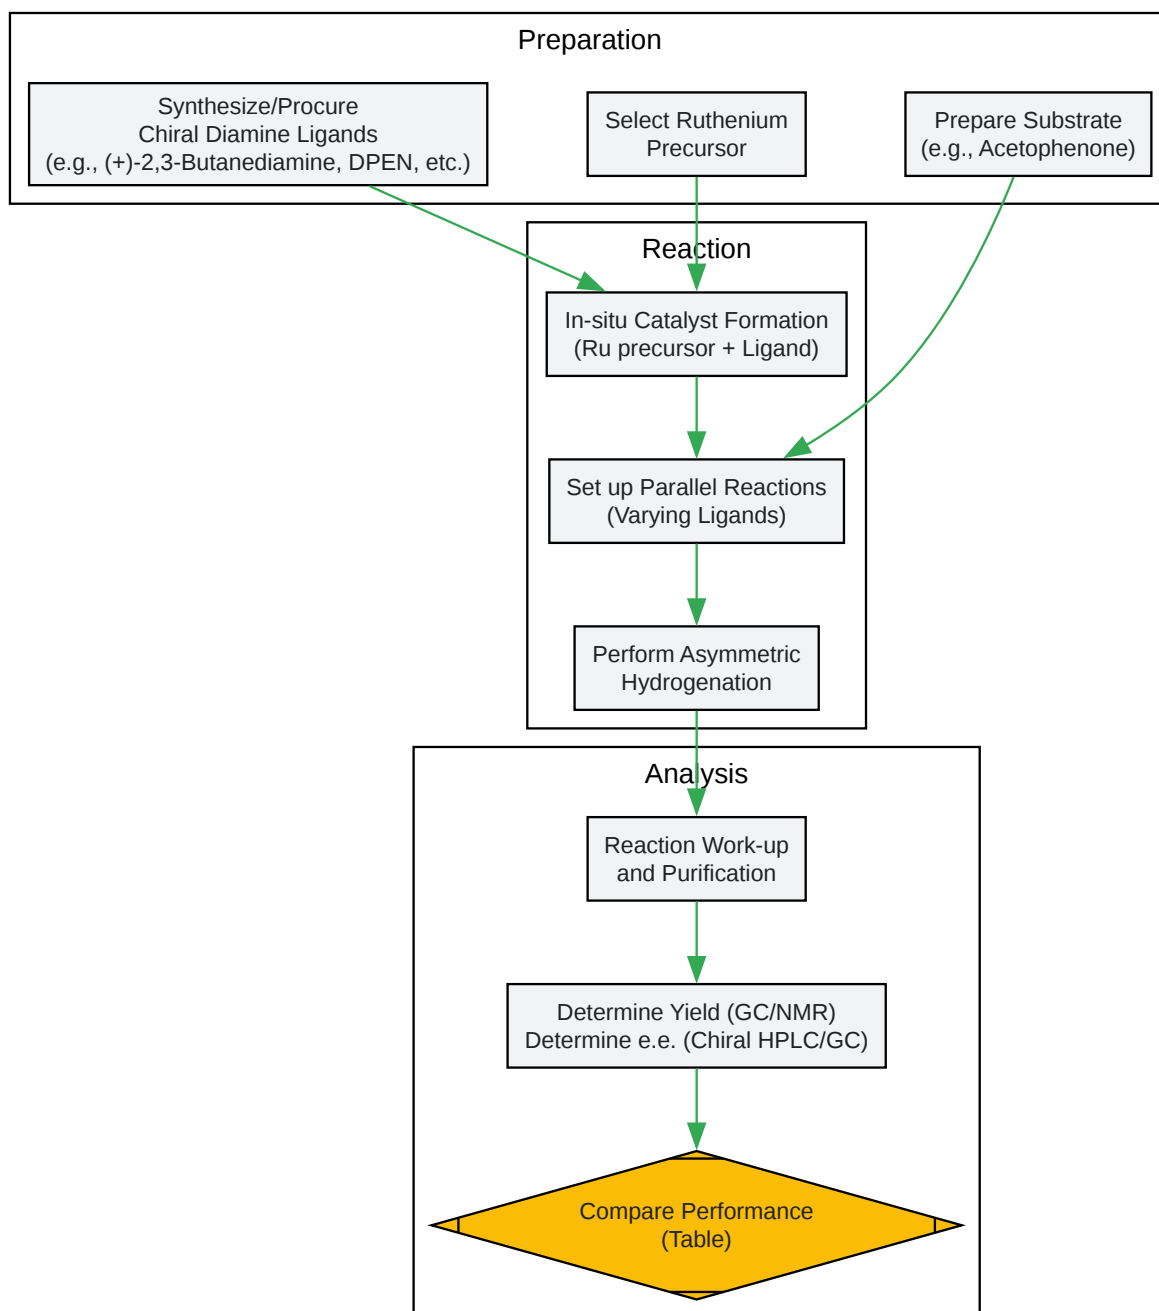 Preparation
Synthesize/Procure
Chiral Diamine Ligands
(e.g., (+)-2,3-Butanediamine, DPEN, etc.)
Select Ruthenium
Precursor
Prepare Substrate
(e.g., Acetophenone)
Reaction
In-situ Catalyst Formation
(Ru precursor + Ligand)
Set up Parallel Reactions
(Varying Ligands)
Perform Asymmetric
Hydrogenation
Analysis
Reaction Work-up
and Purification
Determine Yield (GC/NMR)
Determine e.e. (Chiral HPLC/GC)
Compare Performance
(Table)